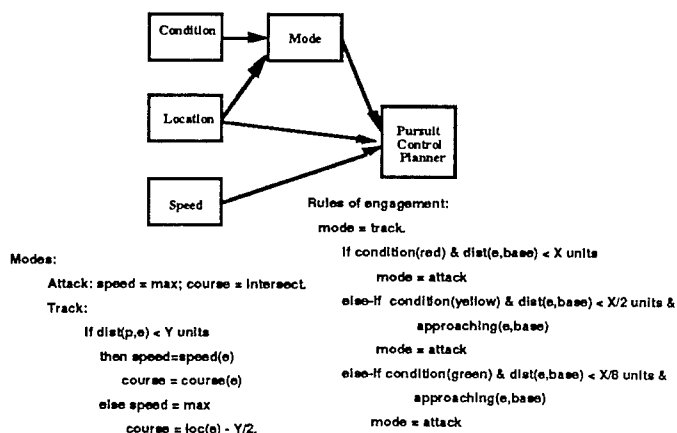 Condition
Mode
Location
Pursuit
Control
Planner
Speed
Rules of engagement:
mode = track.
If condition(red) & dist(e,base) < X units
mode = attack
else-if condition(yellow) & dist(e,base) < X/2 units &
approaching(e,base)
mode = attack
else-if condition(green) & dist(e,base) < X/8 units &
approaching(e,base)
mode = attack
Modes:
Attack: speed = max; course = intersect.
Track:
If dist(p,e) < Y units
then speed=speed(e)
course = course(e)
else speed = max
course = loc(e) - Y/2.